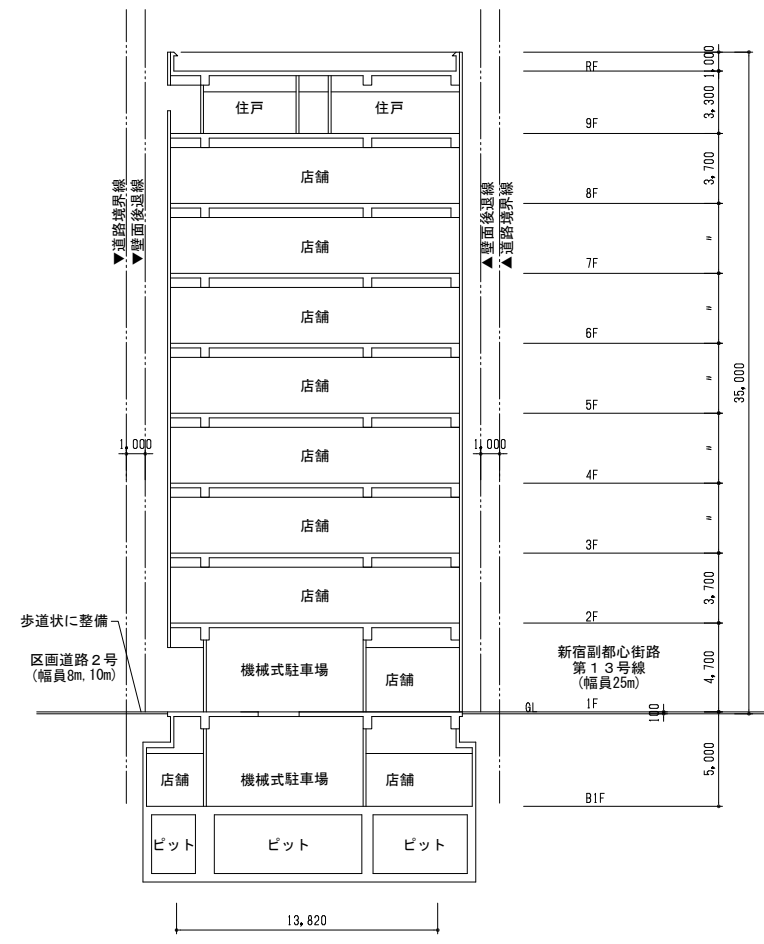 RF
1,000
住戸
住戸
3,300
9F
店舗
3,700
8F
▼道路境界線
▼壁面後退線
▲壁面後退線
▲道路境界線
店舗
〃
7F
店舗
〃
6F
35,000
店舗
〃
5F
1,000
1,000
店舗
〃
4F
店舗
〃
3F
店舗
3,700
2F
歩道状に整備
区画道路2号
(幅員8m,10m)
機械式駐車場
店舗
新宿副都心街路
第13号線
(幅員25m)
4,700
GL
1F
100
店舗
機械式駐車場
店舗
5,000
B1F
ピット
ピット
ピット
13,820